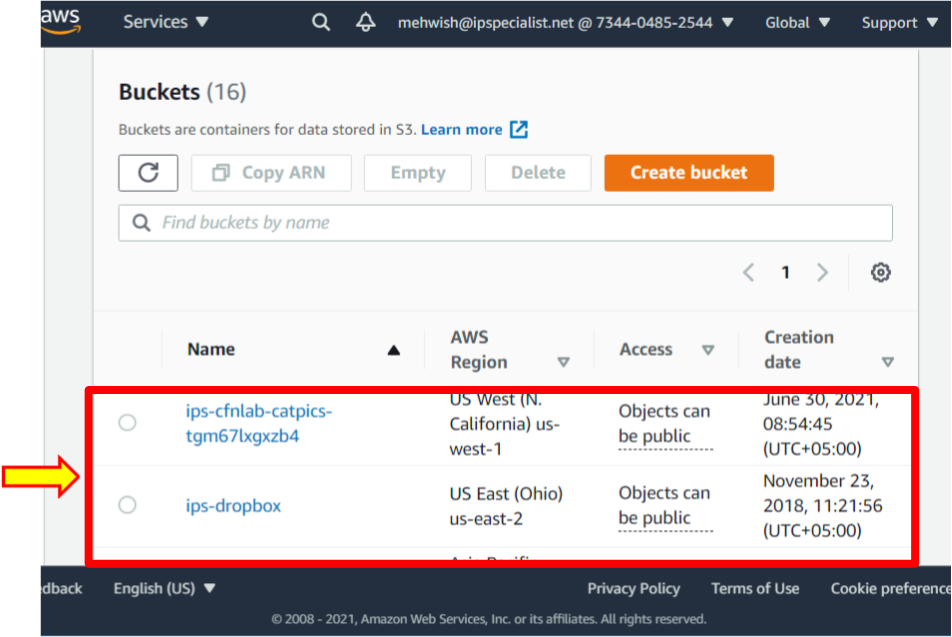 aws
Services
mehwish@ipspecialist.net @ 7344-0485-2544
Global
Support
Buckets (16)
Buckets are containers for data stored in S3. Learn more
Copy ARN
Empty
Delete
Create bucket
Find buckets by name
1
Name
AWS
Region
Access
Creation
date
ips-cfnlab-catpics-
tgm67lxgxzb4
US West (N.
California) us-
west-1
Objects can
be public
June 30, 2021,
08:54:45
(UTC+05:00)
ips-dropbox
US East (Ohio)
us-east-2
Objects can
be public
November 23,
2018, 11:21:56
(UTC+05:00)
edback
English (US)
Privacy Policy
Terms of Use
Cookie preference
© 2008 - 2021, Amazon Web Services, Inc. or its affiliates. All rights reserved.